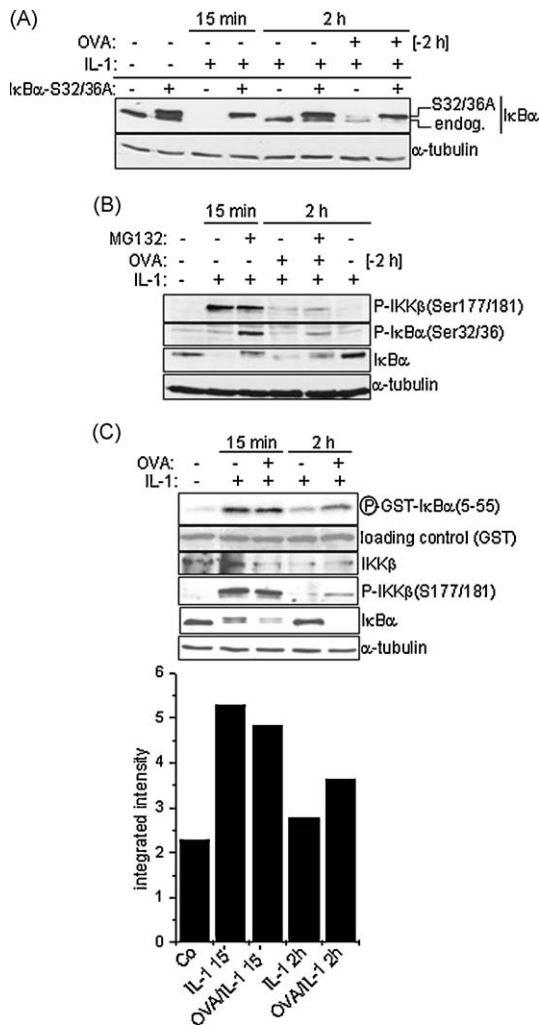 (A)
15 min 2 h
OVA: - - - - - - + + [-2 h]
IL-1: - - + + + + + +
IκBα-S32/36A: - + - + - + - +
S32/36A
endog.
IκBα
α-tubulin
(B)
15 min 2 h
MG132: - - + - + -
OVA: - - - + + - [-2 h]
IL-1: - + + + + +
P-IKKβ(Ser177/181)
P-IκBα(Ser32/36)
IκBα
α-tubulin
(C)
15 min 2 h
OVA: - - + - +
IL-1: - + + + +
Ⓟ-GST-IκBα(5-55)
loading control (GST)
IKKβ
P-IKKβ(S177/181)
IκBα
α-tubulin
6
5
4
3
2
1
0
integrated intensity
Co
IL-1 15'
OVA/IL-1 15'
IL-1 2h
OVA/IL-1 2h